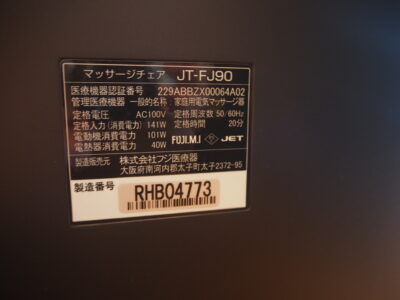 マッサージチェア JT-FJ90
医療機器認証番号 229ABBZX00064A02
管理医療機器 一般的名称：家庭用電気マッサージ器
定格電圧 AC100V 定格周波数 50/60Hz
定格入力(消費電力) 141W 定格時間 20分
電動機消費電力 101W
電熱器消費電力 40W
FUJI.M.I JET
製造販売元 株式会社フジ医療器
大阪府南河内郡太子町太子2372-95
製造番号 RHB04773